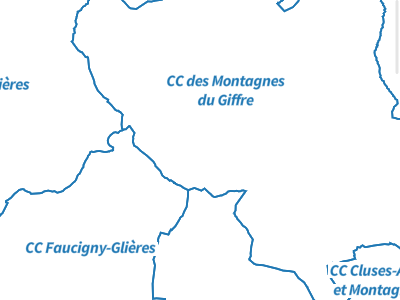 CC des Montagnes
du Giffre
ières
CC Faucigny-Glières
CC Cluses-A
et Montag